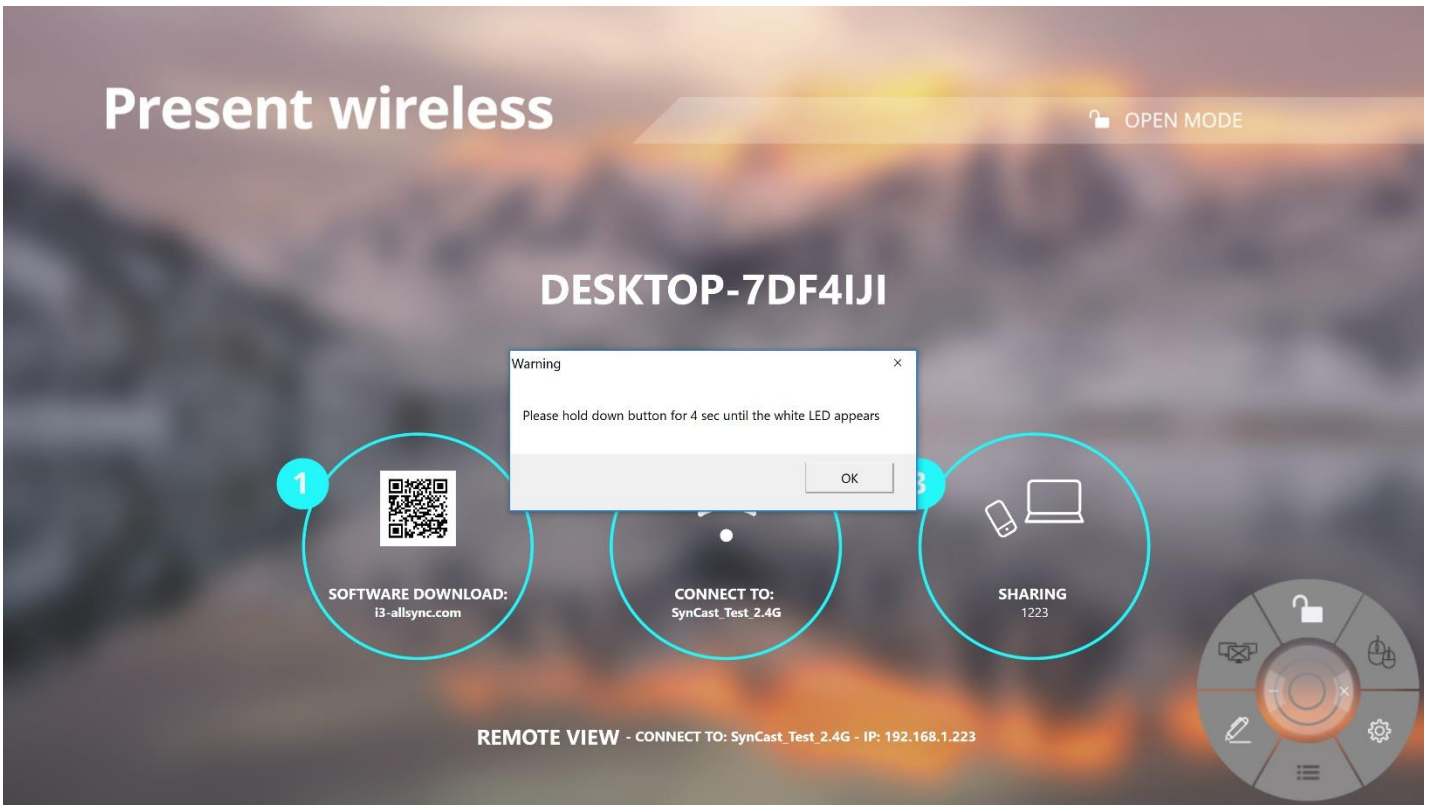 Present wireless
OPEN MODE
DESKTOP-7DF4IJI
Warning
Please hold down button for 4 sec until the white LED appears
OK
1
3
SOFTWARE DOWNLOAD:
i3-allsync.com
CONNECT TO:
SynCast_Test_2.4G
SHARING
1223
REMOTE VIEW - CONNECT TO: SynCast_Test_2.4G - IP: 192.168.1.223